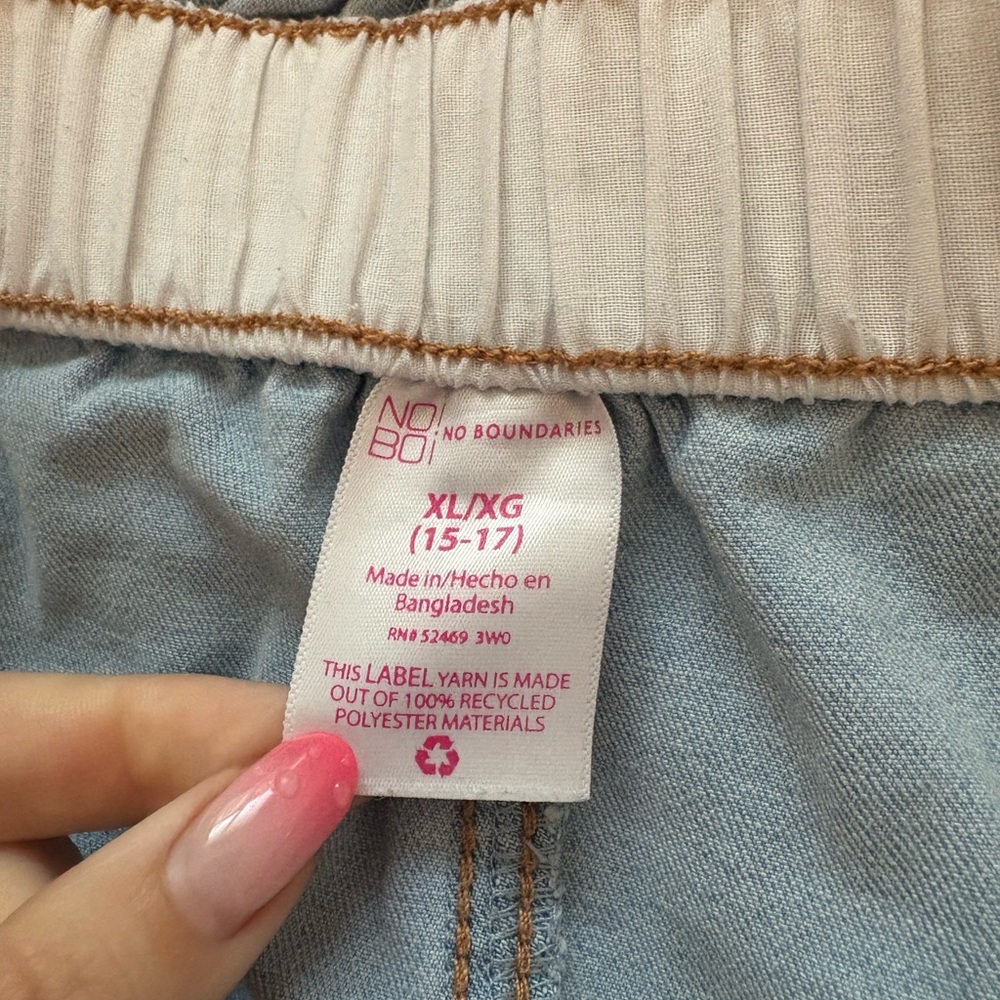 NO!
BO!
NO BOUNDARIES
XL/XG
(15-17)
Made in/Hecho en
Bangladesh
RN# 52469 3W0
THIS LABEL YARN IS MADE
OUT OF 100% RECYCLED
POLYESTER MATERIALS